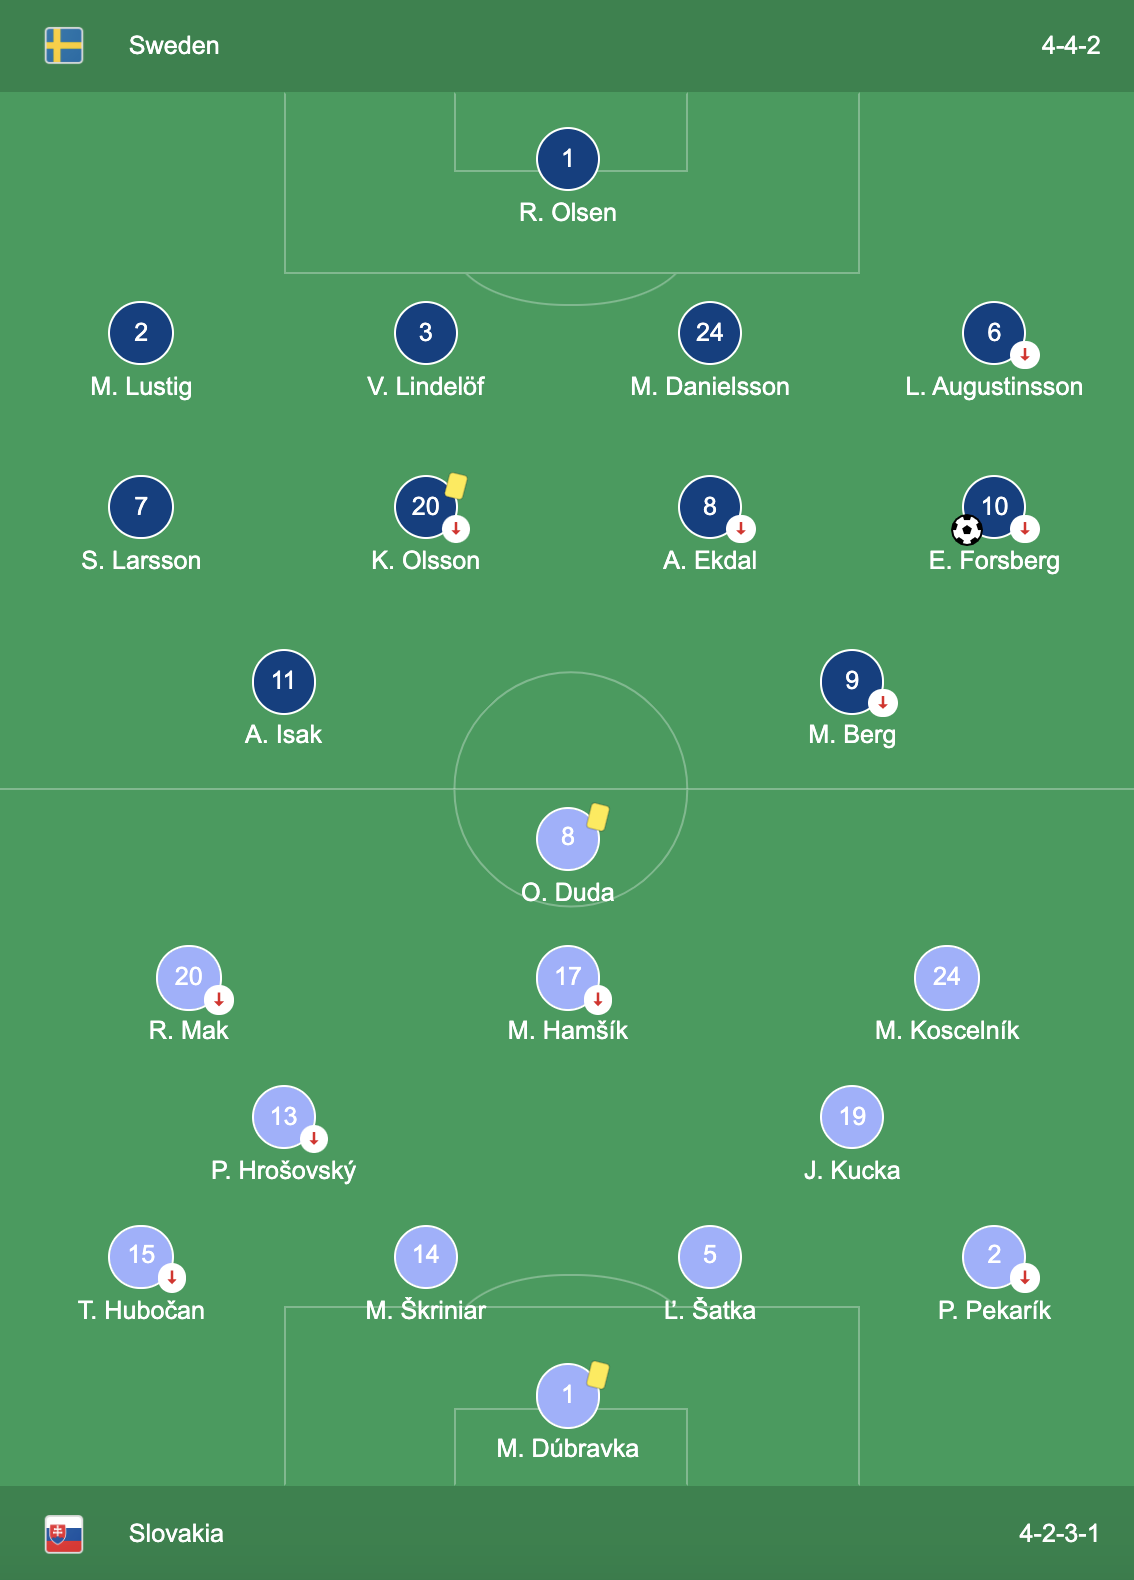 Sweden 4-4-2
1
R. Olsen
2 3 24 6
M. Lustig V. Lindelöf M. Danielsson L. Augustinsson
7 20 8 10
S. Larsson K. Olsson A. Ekdal E. Forsberg
11 9
A. Isak M. Berg
8
O. Duda
20 17 24
R. Mak M. Hamšík M. Koscelník
13 19
P. Hrošovský J. Kucka
15 14 5 2
T. Hubočan M. Škriniar Ľ. Šatka P. Pekarík
1
M. Dúbravka
Slovakia 4-2-3-1